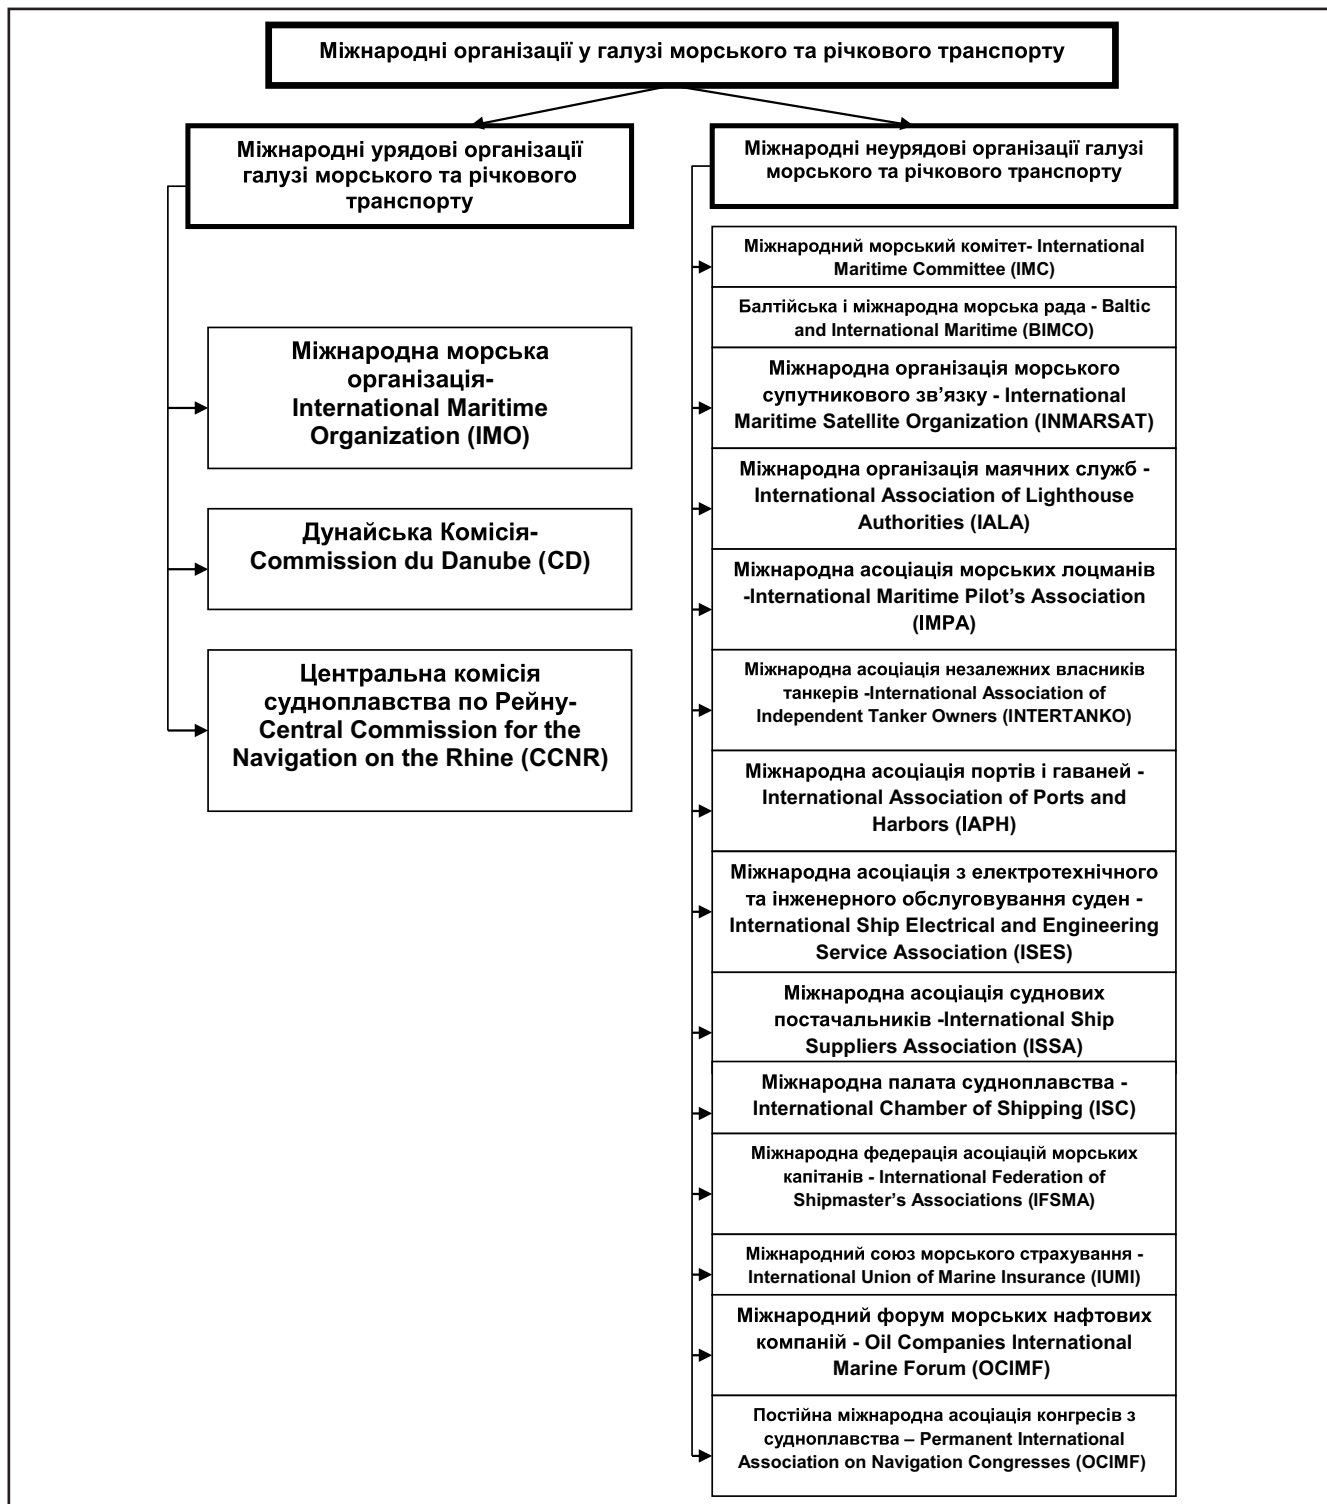 Міжнародні організації у галузі морського та річкового транспорту
Міжнародні урядові організації
галузі морського та річкового
транспорту
Міжнародна морська
організація-
International Maritime
Organization (IMO)
Дунайська Комісія-
Commission du Danube (CD)
Центральна комісія
судноплавства по Рейну-
Central Commission for the
Navigation on the Rhine (CCNR)
Міжнародні неурядові організації галузі
морського та річкового транспорту
Міжнародний морський комітет- International
Maritime Committee (IMC)
Балтійська і міжнародна морська рада - Baltic
and International Maritime (BIMCO)
Міжнародна організація морського
супутникового зв’язку - International
Maritime Satellite Organization (INMARSAT)
Міжнародна організація маячних служб -
International Association of Lighthouse
Authorities (IALA)
Міжнародна асоціація морських лоцманів
-International Maritime Pilot’s Association
(IMPA)
Міжнародна асоціація незалежних власників
танкерів -International Association of
Independent Tanker Owners (INTERTANKO)
Міжнародна асоціація портів і гаваней -
International Association of Ports and
Harbors (IAPH)
Міжнародна асоціація з електротехнічного
та інженерного обслуговування суден -
International Ship Electrical and Engineering
Service Association (ISES)
Міжнародна асоціація суднових
постачальників -International Ship
Suppliers Association (ISSA)
Міжнародна палата судноплавства -
International Chamber of Shipping (ISC)
Міжнародна федерація асоціацій морських
капітанів - International Federation of
Shipmaster’s Associations (IFSMA)
Міжнародний союз морського страхування -
International Union of Marine Insurance (IUMI)
Міжнародний форум морських нафтових
компаній - Oil Companies International
Marine Forum (OCIMF)
Постійна міжнародна асоціація конгресів з
судноплавства – Permanent International
Association on Navigation Congresses (OCIMF)